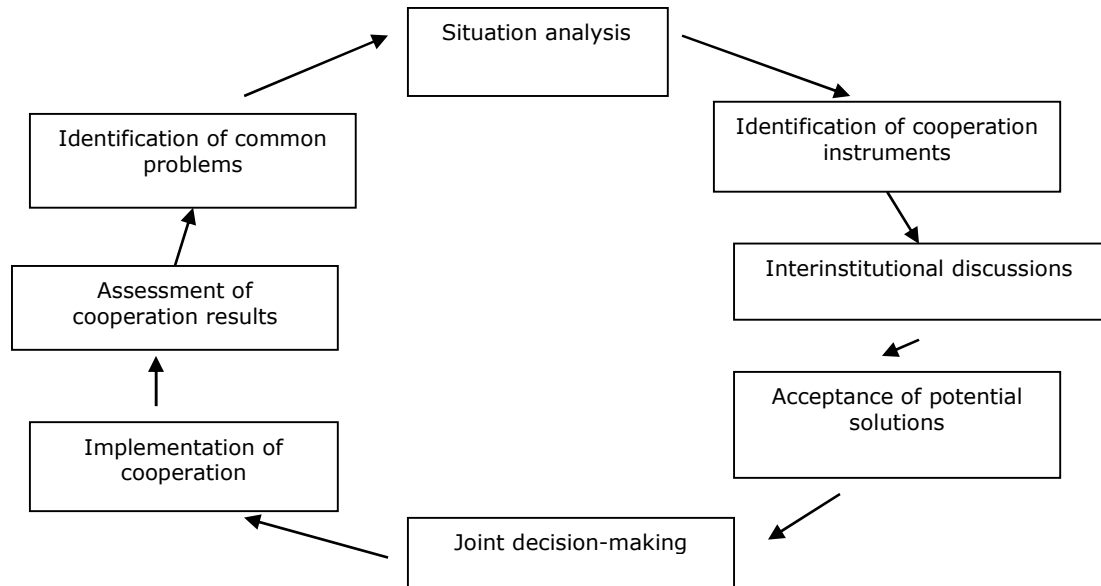 Situation analysis
Identification of cooperation
instruments
Interinstitutional discussions
Acceptance of potential
solutions
Joint decision-making
Implementation of
cooperation
Assessment of
cooperation results
Identification of common
problems